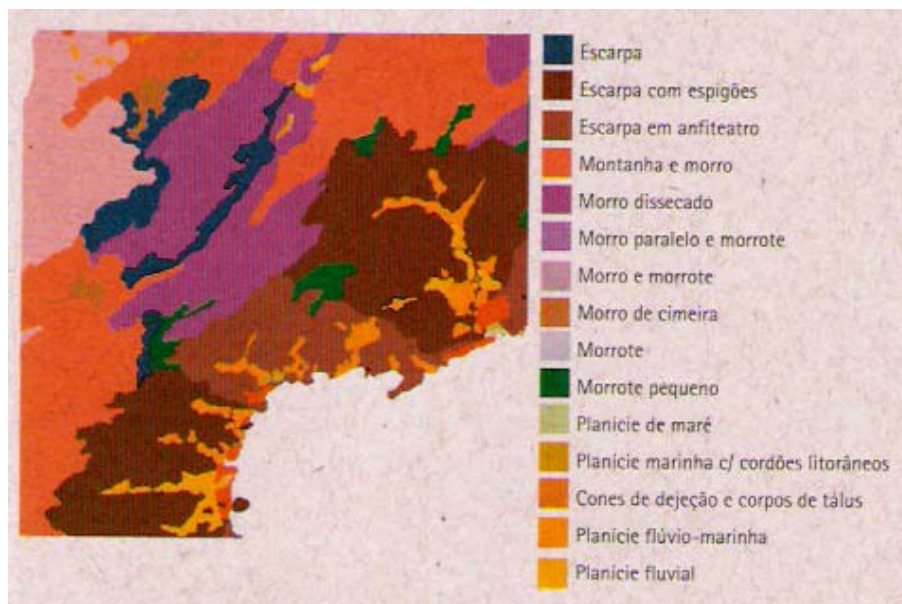 Escarpa
Escarpa com espigões
Escarpa em anfiteatro
Montanha e morro
Morro dissecado
Morro paralelo e morrote
Morro e morrote
Morro de cimeira
Morrote
Morrote pequeno
Planície de maré
Planície marinha c/ cordões litorâneos
Cones de dejeção e corpos de tálus
Planície flúvio-marinha
Planície fluvial